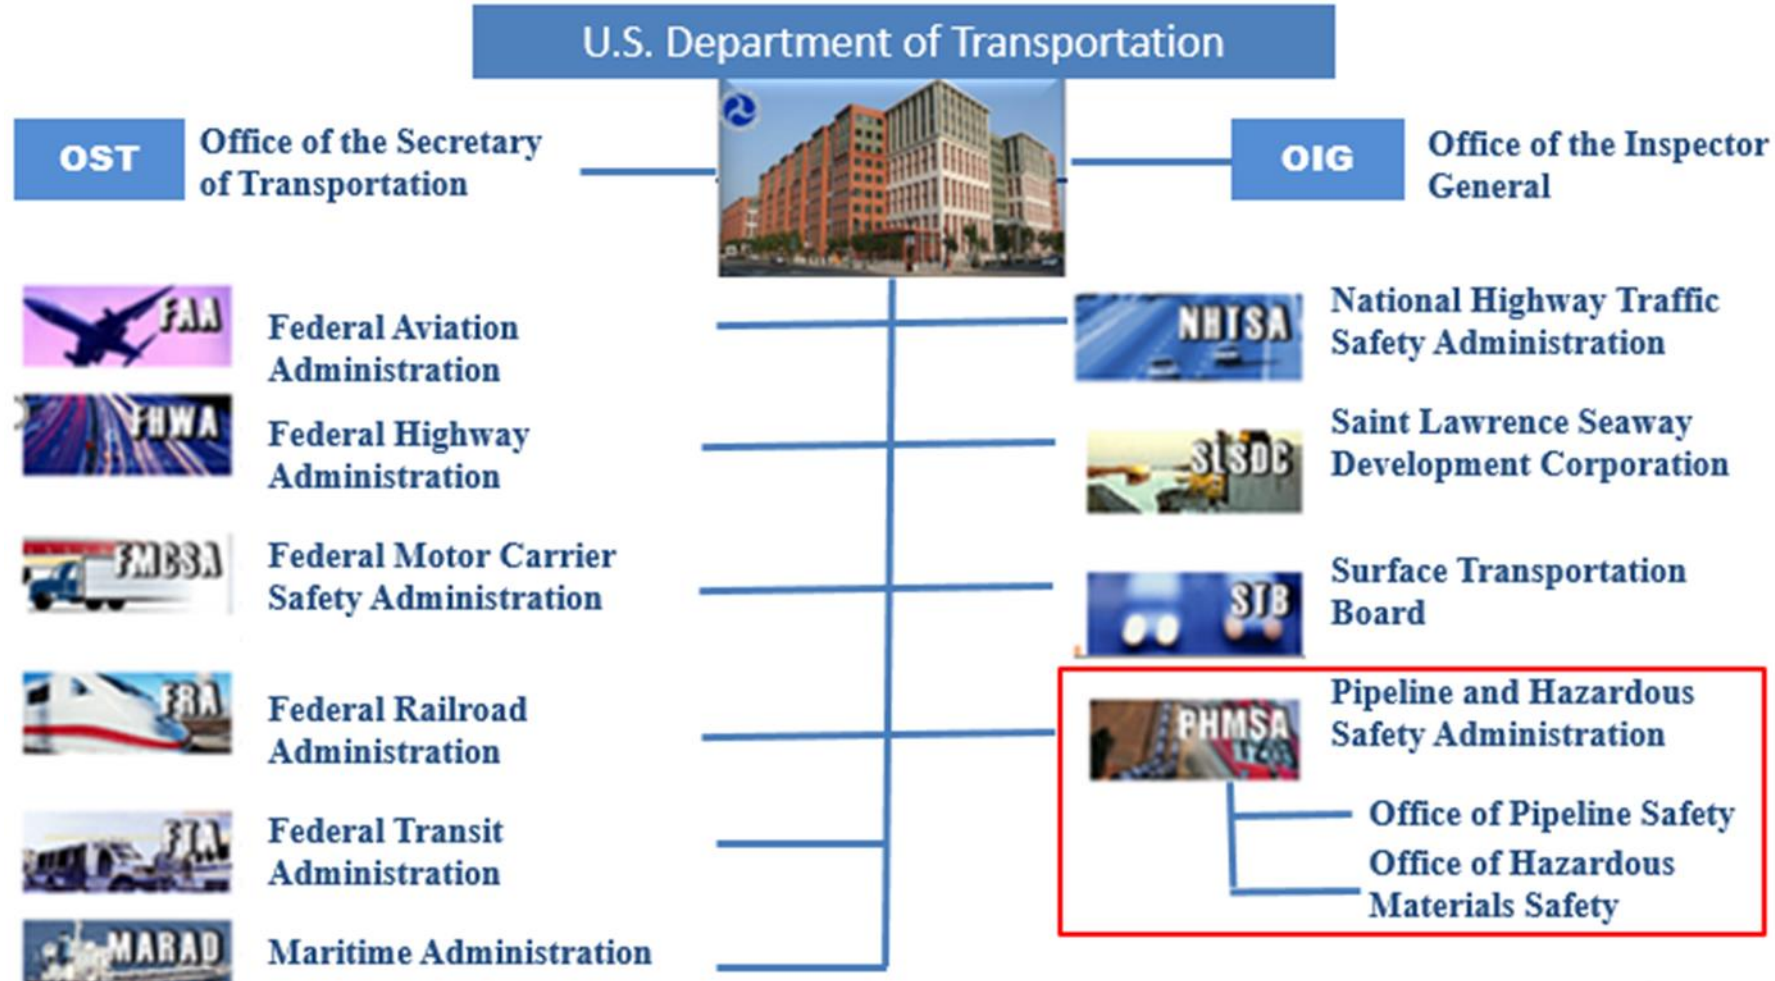 U.S. Department of Transportation
OST
Office of the Secretary
of Transportation
OIG
Office of the Inspector
General
FAA
Federal Aviation
Administration
FHWA
Federal Highway
Administration
FMCSA
Federal Motor Carrier
Safety Administration
FRA
Federal Railroad
Administration
FTA
Federal Transit
Administration
MARAD
Maritime Administration
NHTSA
National Highway Traffic
Safety Administration
SLSDC
Saint Lawrence Seaway
Development Corporation
STB
Surface Transportation
Board
PHMSA
Pipeline and Hazardous
Safety Administration
Office of Pipeline Safety
Office of Hazardous
Materials Safety